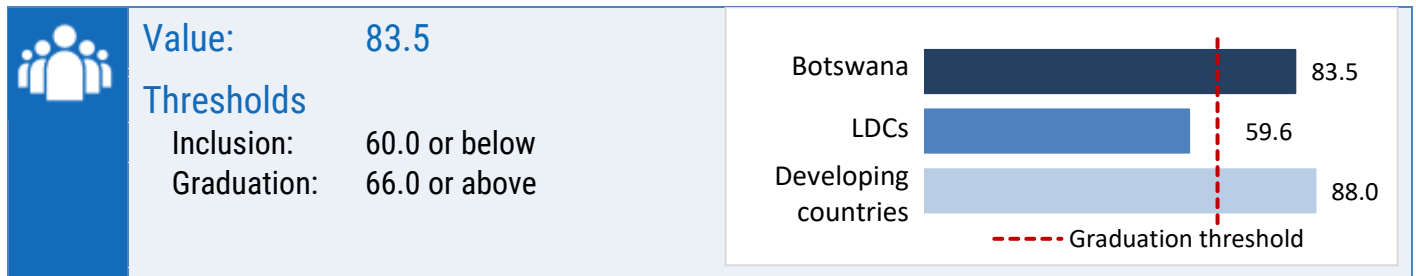 Value: 83.5
Thresholds
Inclusion: 60.0 or below
Graduation: 66.0 or above
Botswana 83.5
LDCs 59.6
Developing
countries 88.0
Graduation threshold